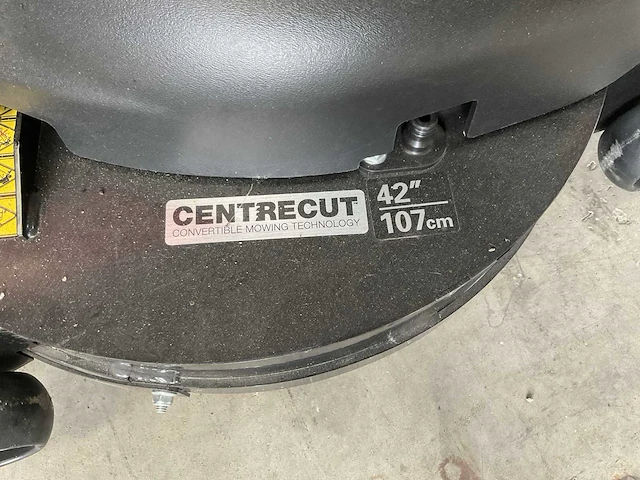 CENTRECUT
CONVERTIBLE MOWING TECHNOLOGY
42"
107cm